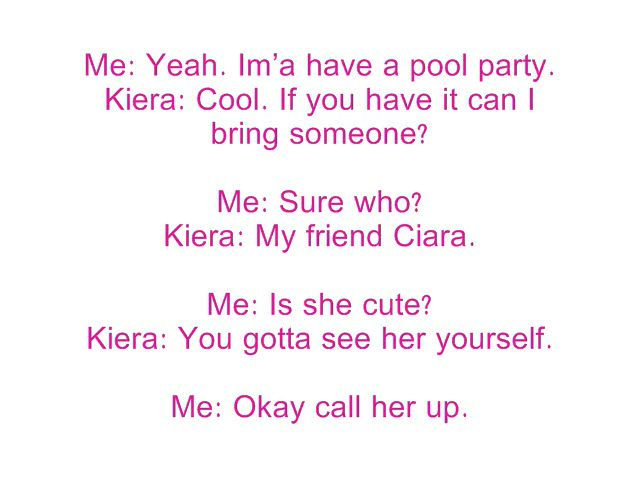 Me: Yeah. Im'a have a pool party.
Kiera: Cool. If you have it can I
bring someone?
Me: Sure who?
Kiera: My friend Ciara.
Me: Is she cute?
Kiera: You gotta see her yourself.
Me: Okay call her up.